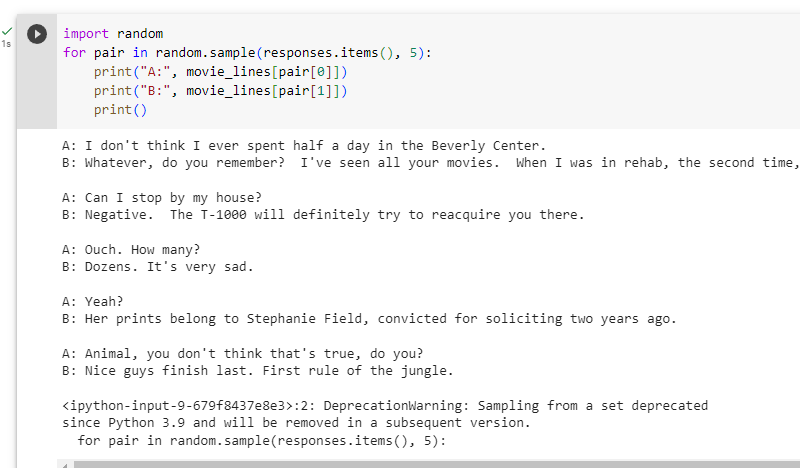 1s
import random
for pair in random.sample(responses.items(), 5):
    print("A:", movie_lines[pair[0]])
    print("B:", movie_lines[pair[1]])
    print()
A: I don't think I ever spent half a day in the Beverly Center.
B: Whatever, do you remember?  I've seen all your movies.  When I was in rehab, the second time,
A: Can I stop by my house?
B: Negative.  The T-1000 will definitely try to reacquire you there.
A: Ouch. How many?
B: Dozens. It's very sad.
A: Yeah?
B: Her prints belong to Stephanie Field, convicted for soliciting two years ago.
A: Animal, you don't think that's true, do you?
B: Nice guys finish last. First rule of the jungle.
<ipython-input-9-679f8437e8e3>:2: DeprecationWarning: Sampling from a set deprecated
since Python 3.9 and will be removed in a subsequent version.
  for pair in random.sample(responses.items(), 5):